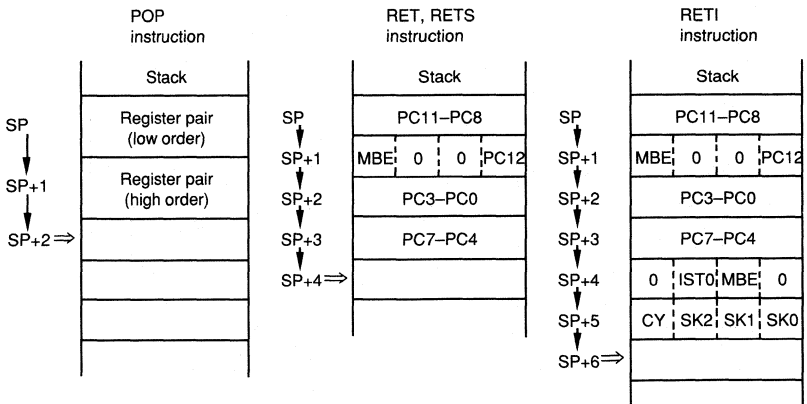 POP
instruction
RET, RETS
instruction
RETI
instruction
Stack
SP
Register pair
(low order)
SP+1
Register pair
(high order)
SP+2⇒
Stack
SP
PC11–PC8
SP+1
MBE 0 0 PC12
SP+2
PC3–PC0
SP+3
PC7–PC4
SP+4⇒
Stack
SP
PC11–PC8
SP+1
MBE 0 0 PC12
SP+2
PC3–PC0
SP+3
PC7–PC4
SP+4
0 IST0 MBE 0
SP+5
CY SK2 SK1 SK0
SP+6⇒